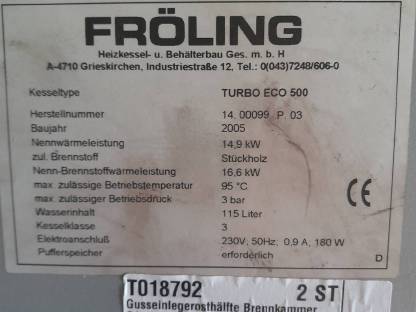 FRÖLING
Heizkessel- u. Behälterbau Ges. m. b. H
A-4710 Grieskirchen, Industriestraße 12, Tel.: 0(043)7248/606-0
Kesseltype TURBO ECO 500
Herstellnummer 14. 00099 P. 03
Baujahr 2005
Nennwärmeleistung 14,9 kW
zul. Brennstoff Stückholz
Nenn-Brennstoffwärmeleistung 16,6 kW
max. zulässige Betriebstemperatur 95 °C
max. zulässiger Betriebsdruck 3 bar
Wasserinhalt 115 Liter
Kesselklasse 3
Elektroanschluß 230V, 50Hz, 0,9 A, 180 W
Pufferspeicher erforderlich
CE
D
T018792 2 ST
Gusseinlegerosthälfte Brennkammer